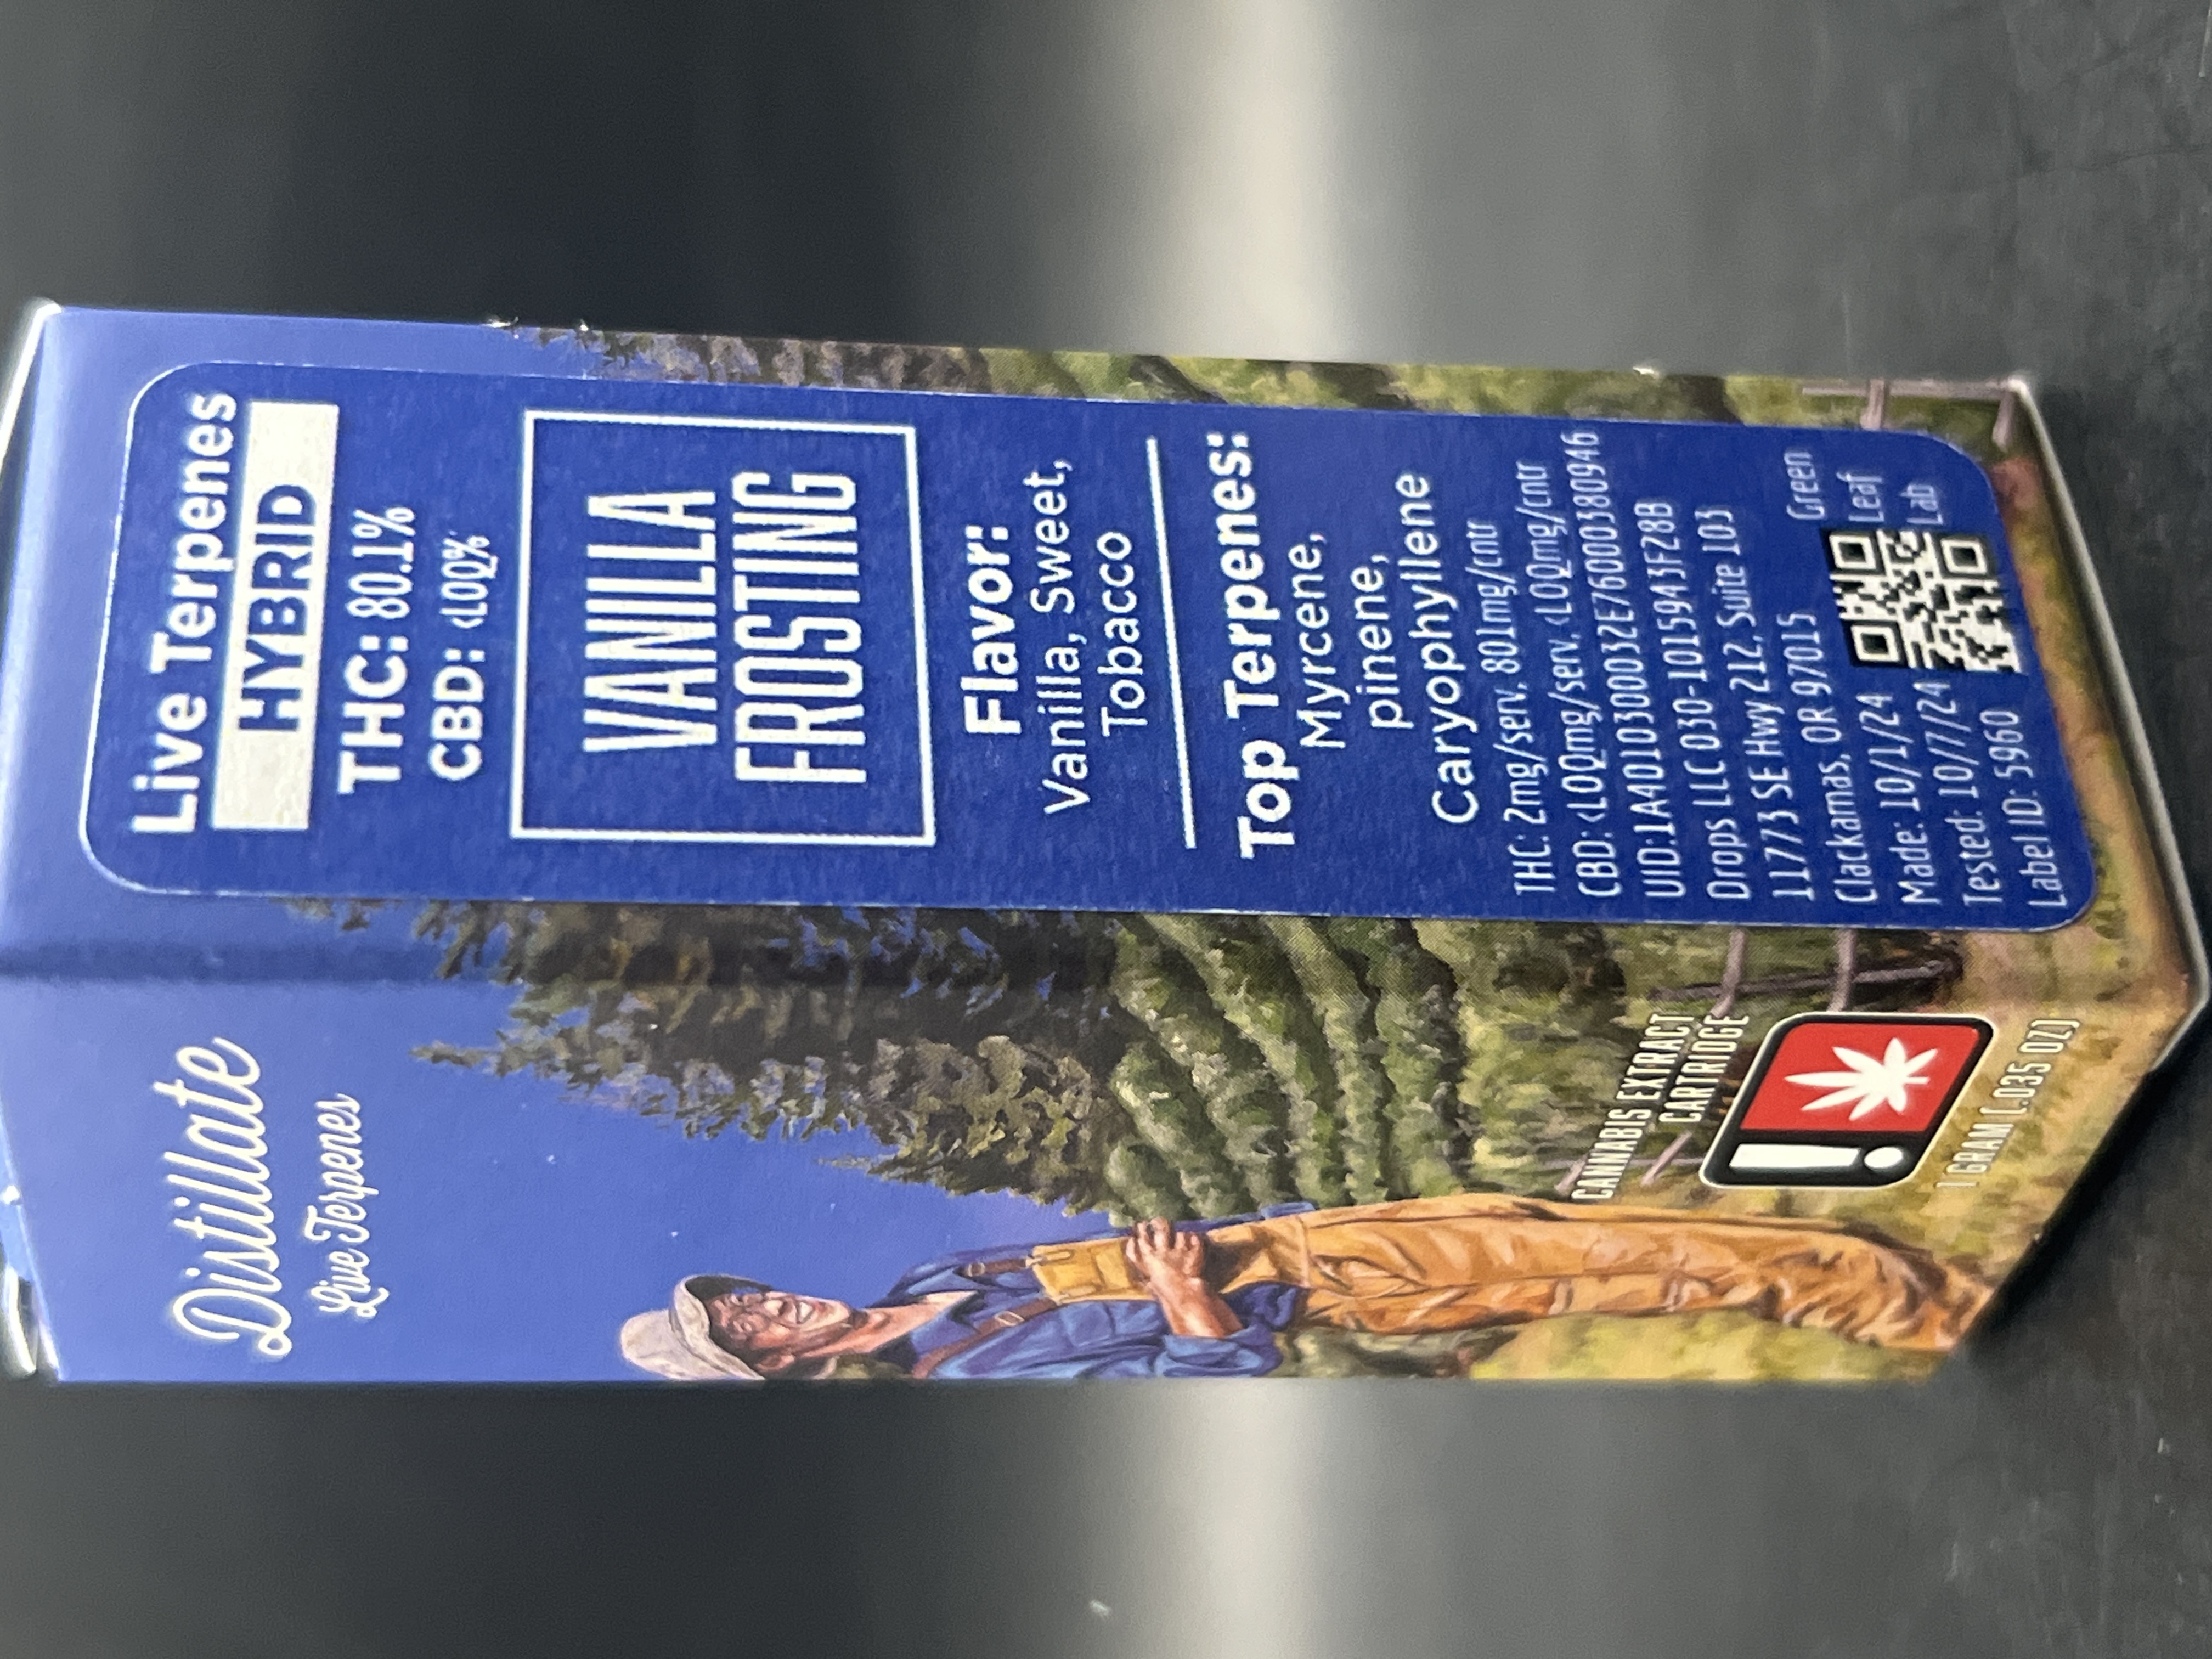 Live Terpenes
HYBRID
THC: 80.1%
CBD: <LOQ%
VANILLA
FROSTING
Flavor:
Vanilla, Sweet,
Tobacco
Top Terpenes:
Myrcene,
pinene,
Caryophyllene
THC: 2mg/serv, 801mg/cntr
CBD: <LOQmg/serv, <LOQmg/cntr
UID:1A40103000032E7600038 0946
Drops LLC 030-1015943F28B
11773 SE Hwy 212, Suite 103
Clackamas, OR 97015
Made: 10/1/24
Tested: 10/7/24
Label ID: 5960
Green
Leaf
Lab
Distillate
Live Terpenes
CANNABIS EXTRACT
CARTRIDGE
!
1 GRAM (.035 OZ)